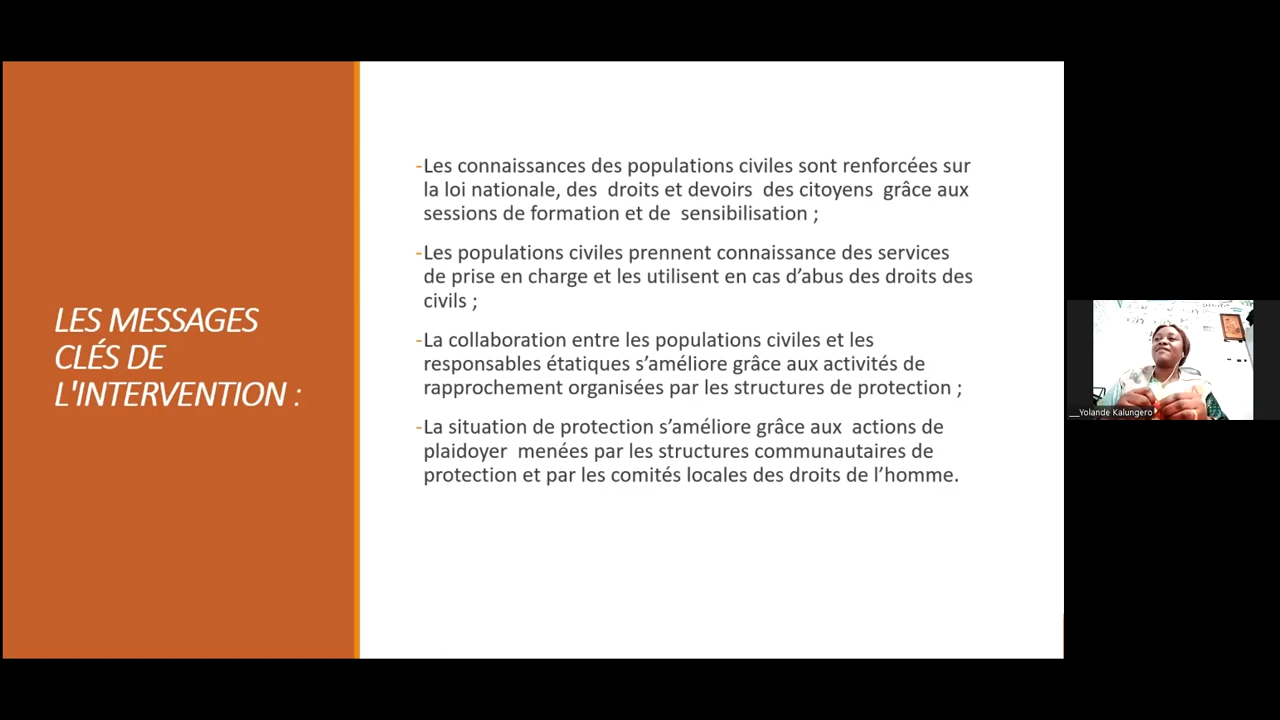 LES MESSAGES
CLÉS DE
L'INTERVENTION :
-Les connaissances des populations civiles sont renforcées sur
la loi nationale, des droits et devoirs des citoyens grâce aux
sessions de formation et de sensibilisation ;
-Les populations civiles prennent connaissance des services
de prise en charge et les utilisent en cas d’abus des droits des
civils ;
-La collaboration entre les populations civiles et les
responsables étatiques s’améliore grâce aux activités de
rapprochement organisées par les structures de protection ;
-La situation de protection s’améliore grâce aux actions de
plaidoyer menées par les structures communautaires de
protection et par les comités locales des droits de l’homme.
__Yolande Kalungero